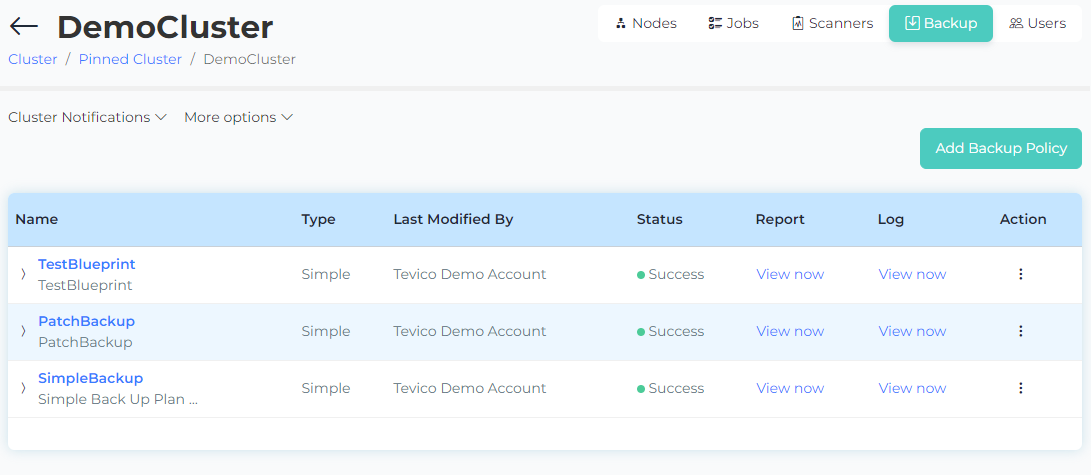 DemoCluster
Nodes Jobs Scanners Backup Users
Cluster / Pinned Cluster / DemoCluster
Cluster Notifications More options
Add Backup Policy
Name Type Last Modified By Status Report Log Action
TestBlueprint
TestBlueprint
Simple Tevico Demo Account Success View now View now
PatchBackup
PatchBackup
Simple Tevico Demo Account Success View now View now
SimpleBackup
Simple Back Up Plan ...
Simple Tevico Demo Account Success View now View now